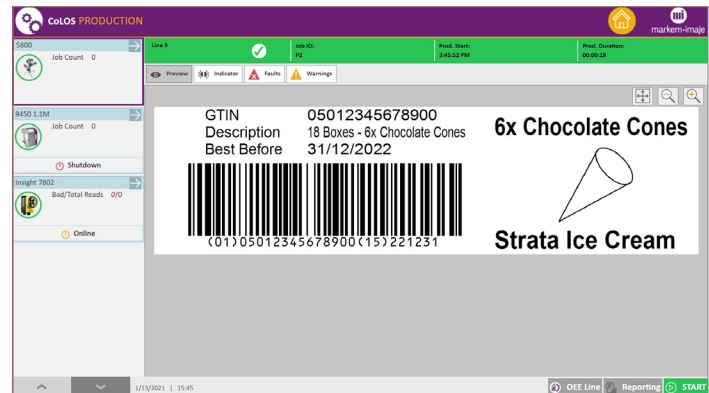 CoLOS PRODUCTION
markem-imaje
5800
Job Count 0
9450 1.1M
Job Count 0
Shutdown
Insight 7802
Bad/Total Reads 0/0
Online
Line 3
Job ID:
P2
Prod. Start:
3:45:52 PM
Prod. Duration:
00:00:19
Preview Indicator Faults Warnings
GTIN 05012345678900
Description 18 Boxes - 6x Chocolate Cones
Best Before 31/12/2022
(01)05012345678900(15)221231
6x Chocolate Cones
Strata Ice Cream
1/13/2021 | 15:45
OEE Line Reporting START